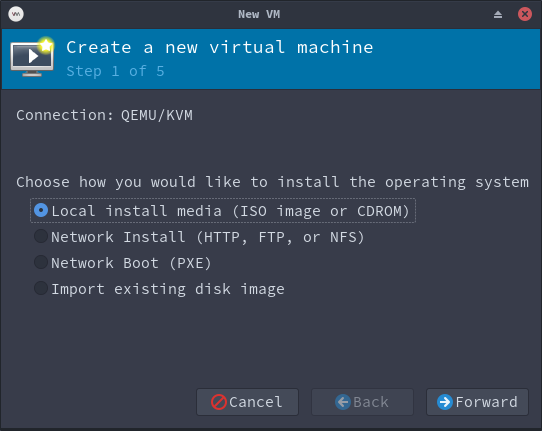 New VM
Create a new virtual machine
Step 1 of 5
Connection: QEMU/KVM
Choose how you would like to install the operating system
Local install media (ISO image or CDROM)
Network Install (HTTP, FTP, or NFS)
Network Boot (PXE)
Import existing disk image
Cancel Back Forward